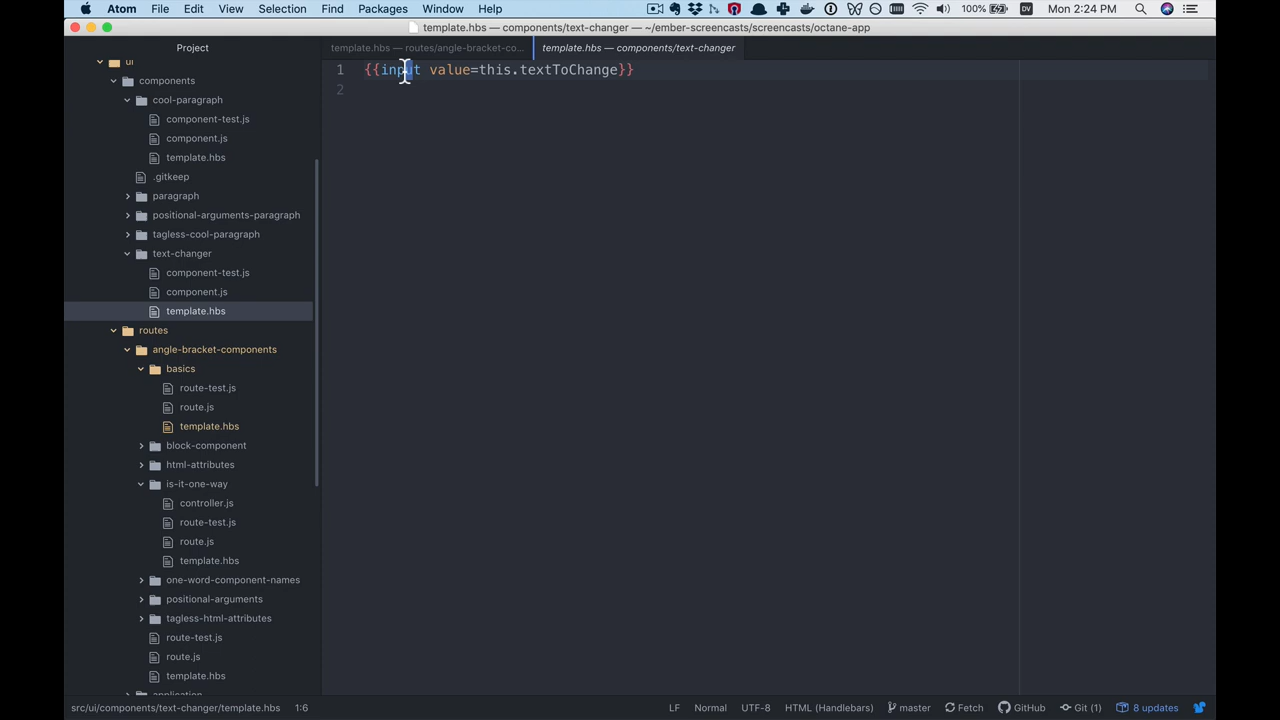 Atom File Edit View Selection Find Packages Window Help 100% DV Mon 2:24 PM
template.hbs — components/text-changer — ~/ember-screencasts/screencasts/octane-app
Project
template.hbs — routes/angle-bracket-co...
template.hbs — components/text-changer
ui
components
cool-paragraph
component-test.js
component.js
template.hbs
.gitkeep
paragraph
positional-arguments-paragraph
tagless-cool-paragraph
text-changer
component-test.js
component.js
template.hbs
routes
angle-bracket-components
basics
route-test.js
route.js
template.hbs
block-component
html-attributes
is-it-one-way
controller.js
route-test.js
route.js
template.hbs
one-word-component-names
positional-arguments
tagless-html-attributes
route-test.js
route.js
template.hbs
application
1 {{input value=this.textToChange}}
2
src/ui/components/text-changer/template.hbs 1:6 LF Normal UTF-8 HTML (Handlebars) master Fetch GitHub Git (1) 8 updates